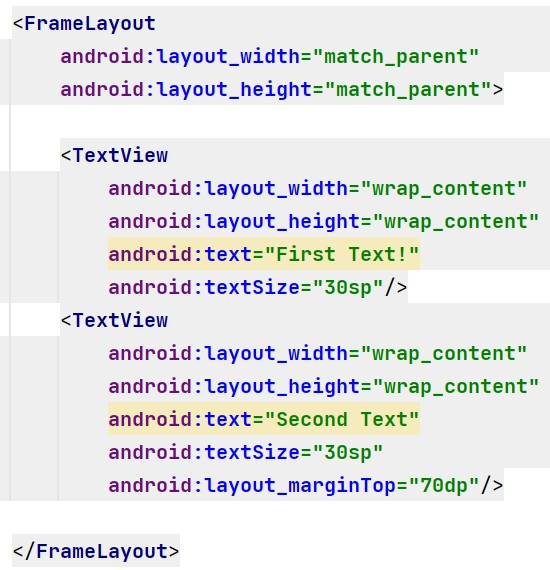 <FrameLayout
android:layout_width="match_parent"
android:layout_height="match_parent">
<TextView
android:layout_width="wrap_content"
android:layout_height="wrap_content"
android:text="First Text!"
android:textSize="30sp"/>
<TextView
android:layout_width="wrap_content"
android:layout_height="wrap_content"
android:text="Second Text"
android:textSize="30sp"
android:layout_marginTop="70dp"/>
</FrameLayout>